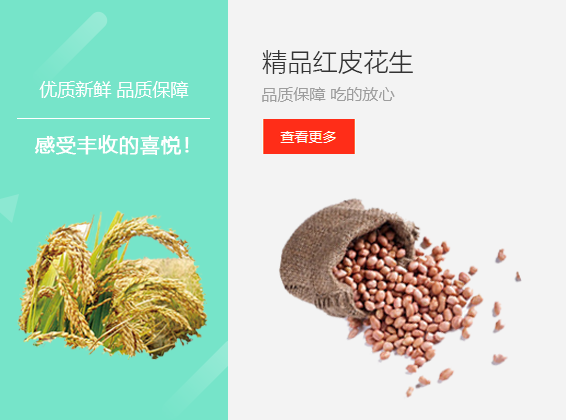 优质新鲜 品质保障
感受丰收的喜悦！
精品红皮花生
品质保障 吃的放心
查看更多